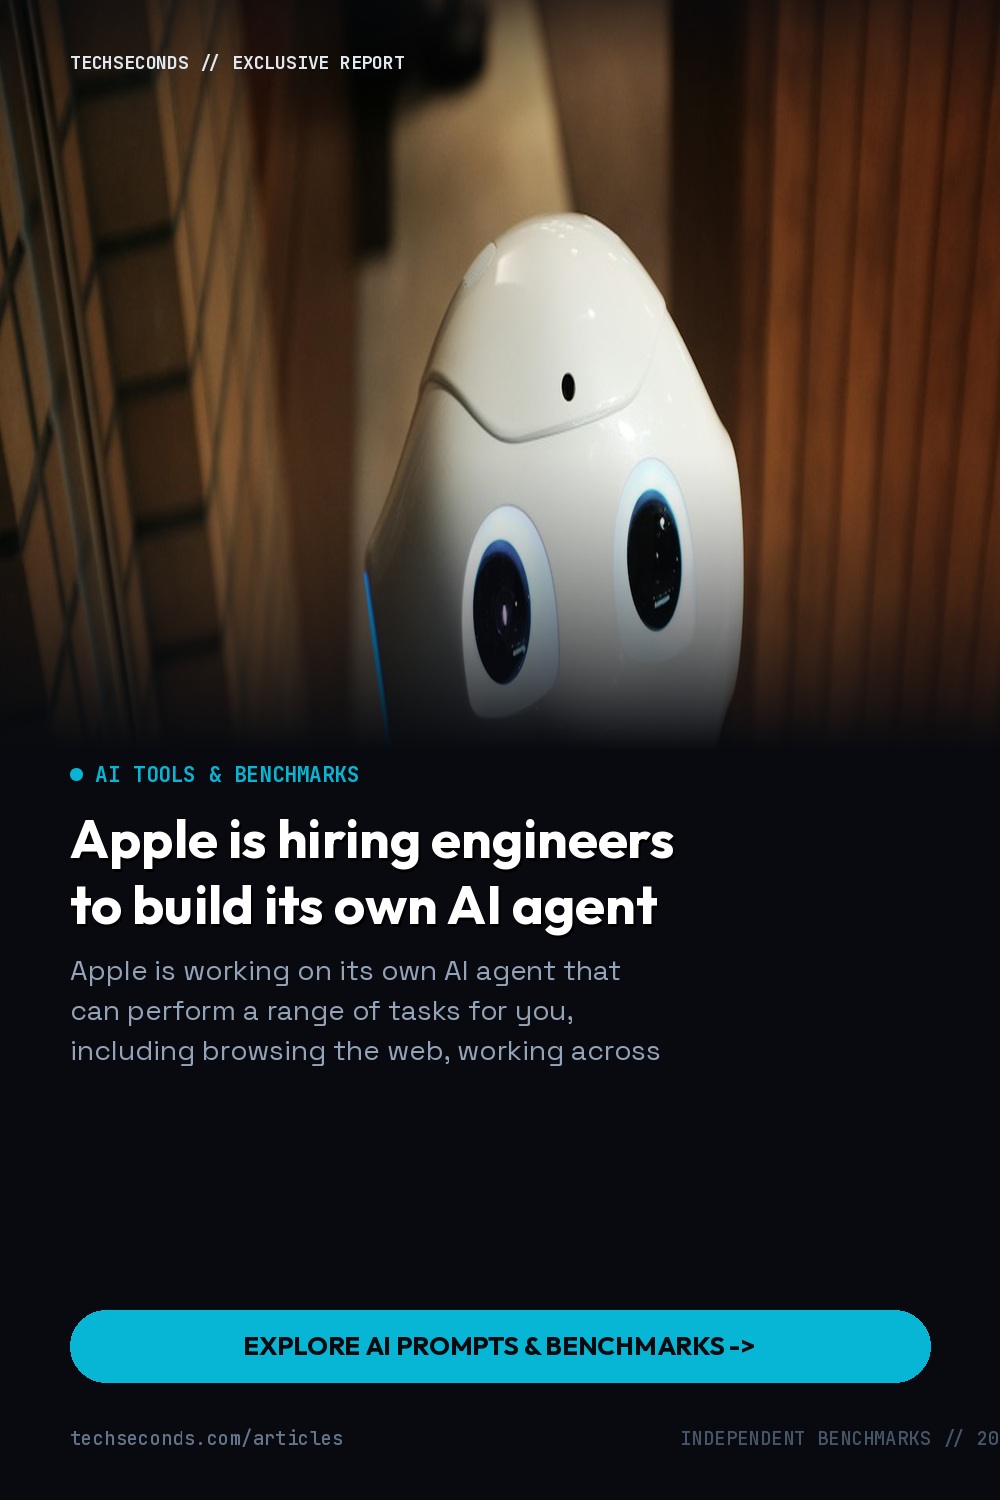 TECHSECONDS // EXCLUSIVE REPORT
AI TOOLS & BENCHMARKS
Apple is hiring engineers
to build its own AI agent
Apple is working on its own AI agent that
can perform a range of tasks for you,
including browsing the web, working across
EXPLORE AI PROMPTS & BENCHMARKS ->
techseconds.com/articles
INDEPENDENT BENCHMARKS // 20